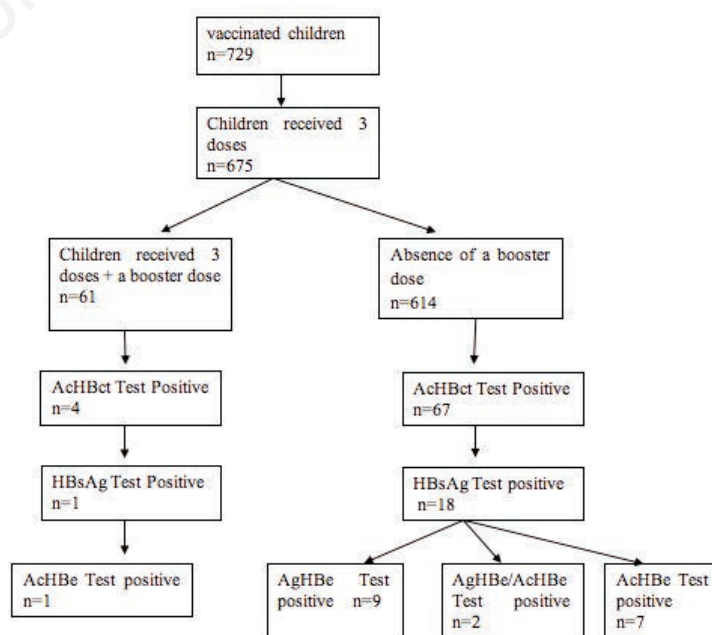 vaccinated children
n=729
Children received 3
doses
n=675
Children received 3
doses + a booster dose
n=61
Absence of a booster
dose
n=614
AcHBct Test Positive
n=4
AcHBct Test Positive
n=67
HBsAg Test Positive
n=1
HBsAg Test positive
n=18
AcHBe Test positive
n=1
AgHBe Test
positive n=9
AgHBe/AcHBe
Test positive
n=2
AcHBe Test
positive
n=7